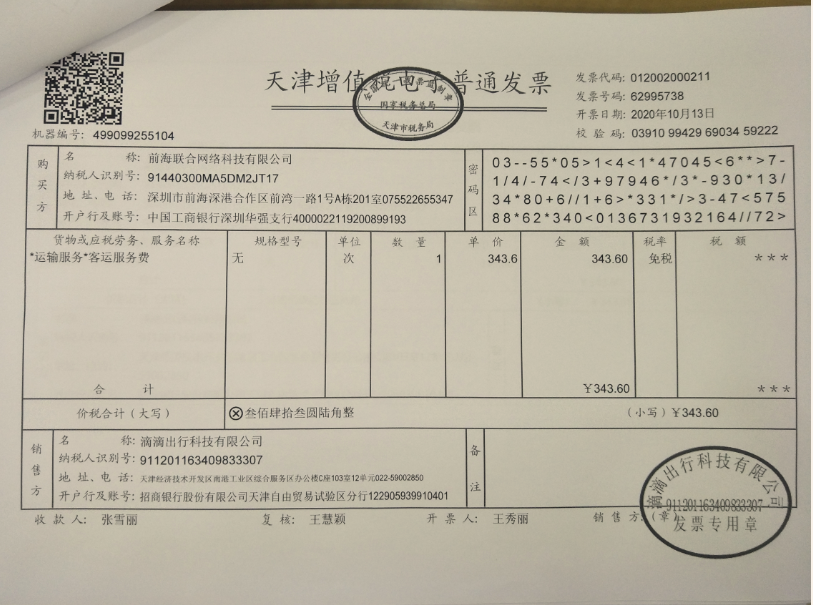 天津增值税电子普通发票
全国统一发票监制章
国家税务总局
天津市税务局
发票代码: 012002000211
发票号码: 62995738
开票日期: 2020年10月13日
校 验 码: 03910 99429 69034 59222
机器编号: 499099255104
购买方
名 称: 前海联合网络科技有限公司
纳税人识别号: 91440300MA5DM2JT17
地 址、电 话: 深圳市前海深港合作区前湾一路1号A栋201室075522655347
开户行及账号: 中国工商银行深圳华强支行4000022119200899193
密码区
03--55*05>1<4<1*47045<6**>7-
1/4/-74</3+97946*/3*-930*13/
34*80+6//1+6>*331*/>3-47<575
88*62*340<0136731932164//72>
货物或应税劳务、服务名称 规格型号 单位 数 量 单 价 金 额 税率 税 额
*运输服务*客运服务费 无 次 1 343.6 343.60 免税 ***
合 计 ￥343.60 ***
价税合计（大写） ⊗叁佰肆拾叁圆陆角整 （小写）￥343.60
销售方
名 称: 滴滴出行科技有限公司
纳税人识别号: 911201163409833307
地 址、电 话: 天津经济技术开发区南港工业区综合服务区办公楼C座103室12单元022-59002850
开户行及账号: 招商银行股份有限公司天津自由贸易试验区分行122905939910401
备注
收 款 人: 张雪丽 复 核: 王慧颖 开 票 人: 王秀丽 销 售 方:（章）
滴滴出行科技有限公司
911201163409833307
发票专用章